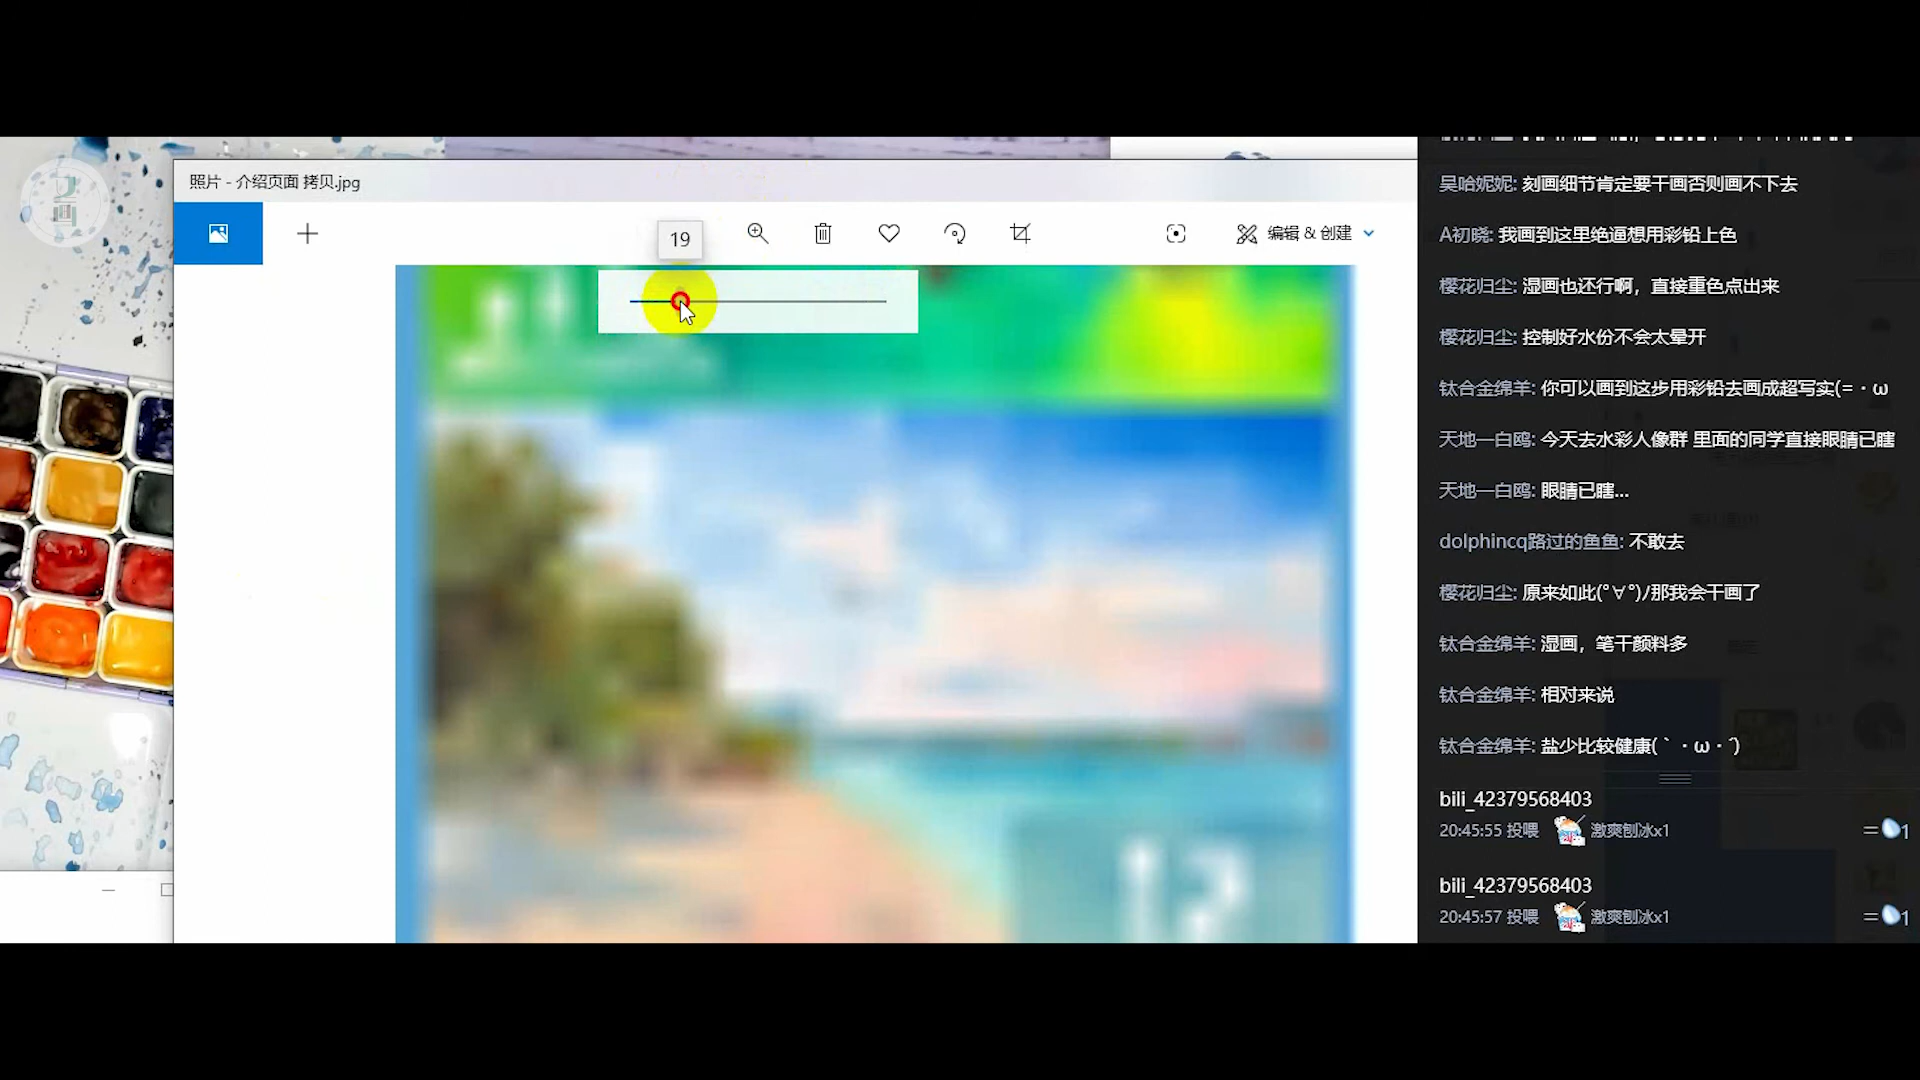 照片 - 介绍页面 拷贝.jpg
19
编辑 & 创建
12
吴哈妮妮: 刻画细节肯定要干画否则画不下去
A初晓: 我画到这里绝逼想用彩铅上色
樱花归尘: 湿画也还行啊，直接重色点出来
樱花归尘: 控制好水份不会太晕开
钛合金绵羊: 你可以画到这步用彩铅去画成超写实(=・ω
天地一白鸥: 今天去水彩人像群 里面的同学直接眼睛已瞎
天地一白鸥: 眼睛已瞎...
dolphincq路过的鱼鱼: 不敢去
樱花归尘: 原来如此(°∀°)/那我会干画了
钛合金绵羊: 湿画，笔干颜料多
钛合金绵羊: 相对来说
钛合金绵羊: 盐少比较健康(｀・ω・´)
bili_42379568403
20:45:55 投喂 激爽刨冰x1 =1
bili_42379568403
20:45:57 投喂 激爽刨冰x1 =1